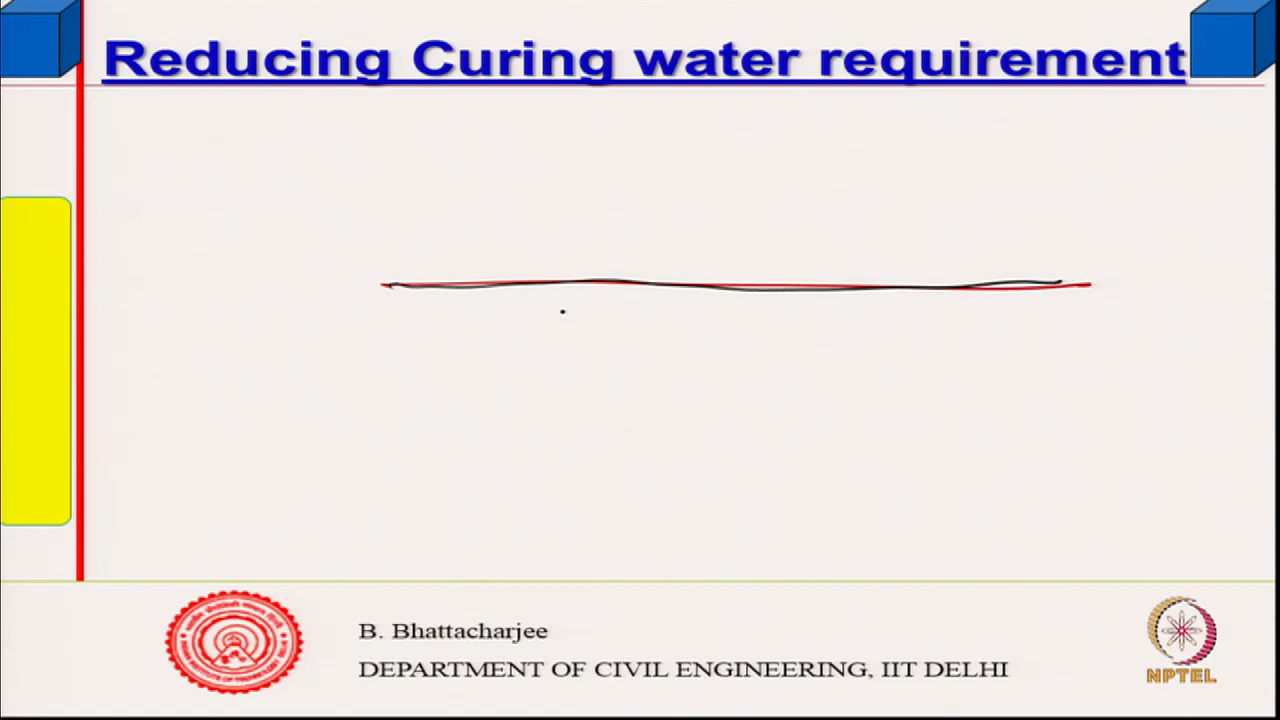 Reducing Curing water requirement
B. Bhattacharjee
DEPARTMENT OF CIVIL ENGINEERING, IIT DELHI
NPTEL